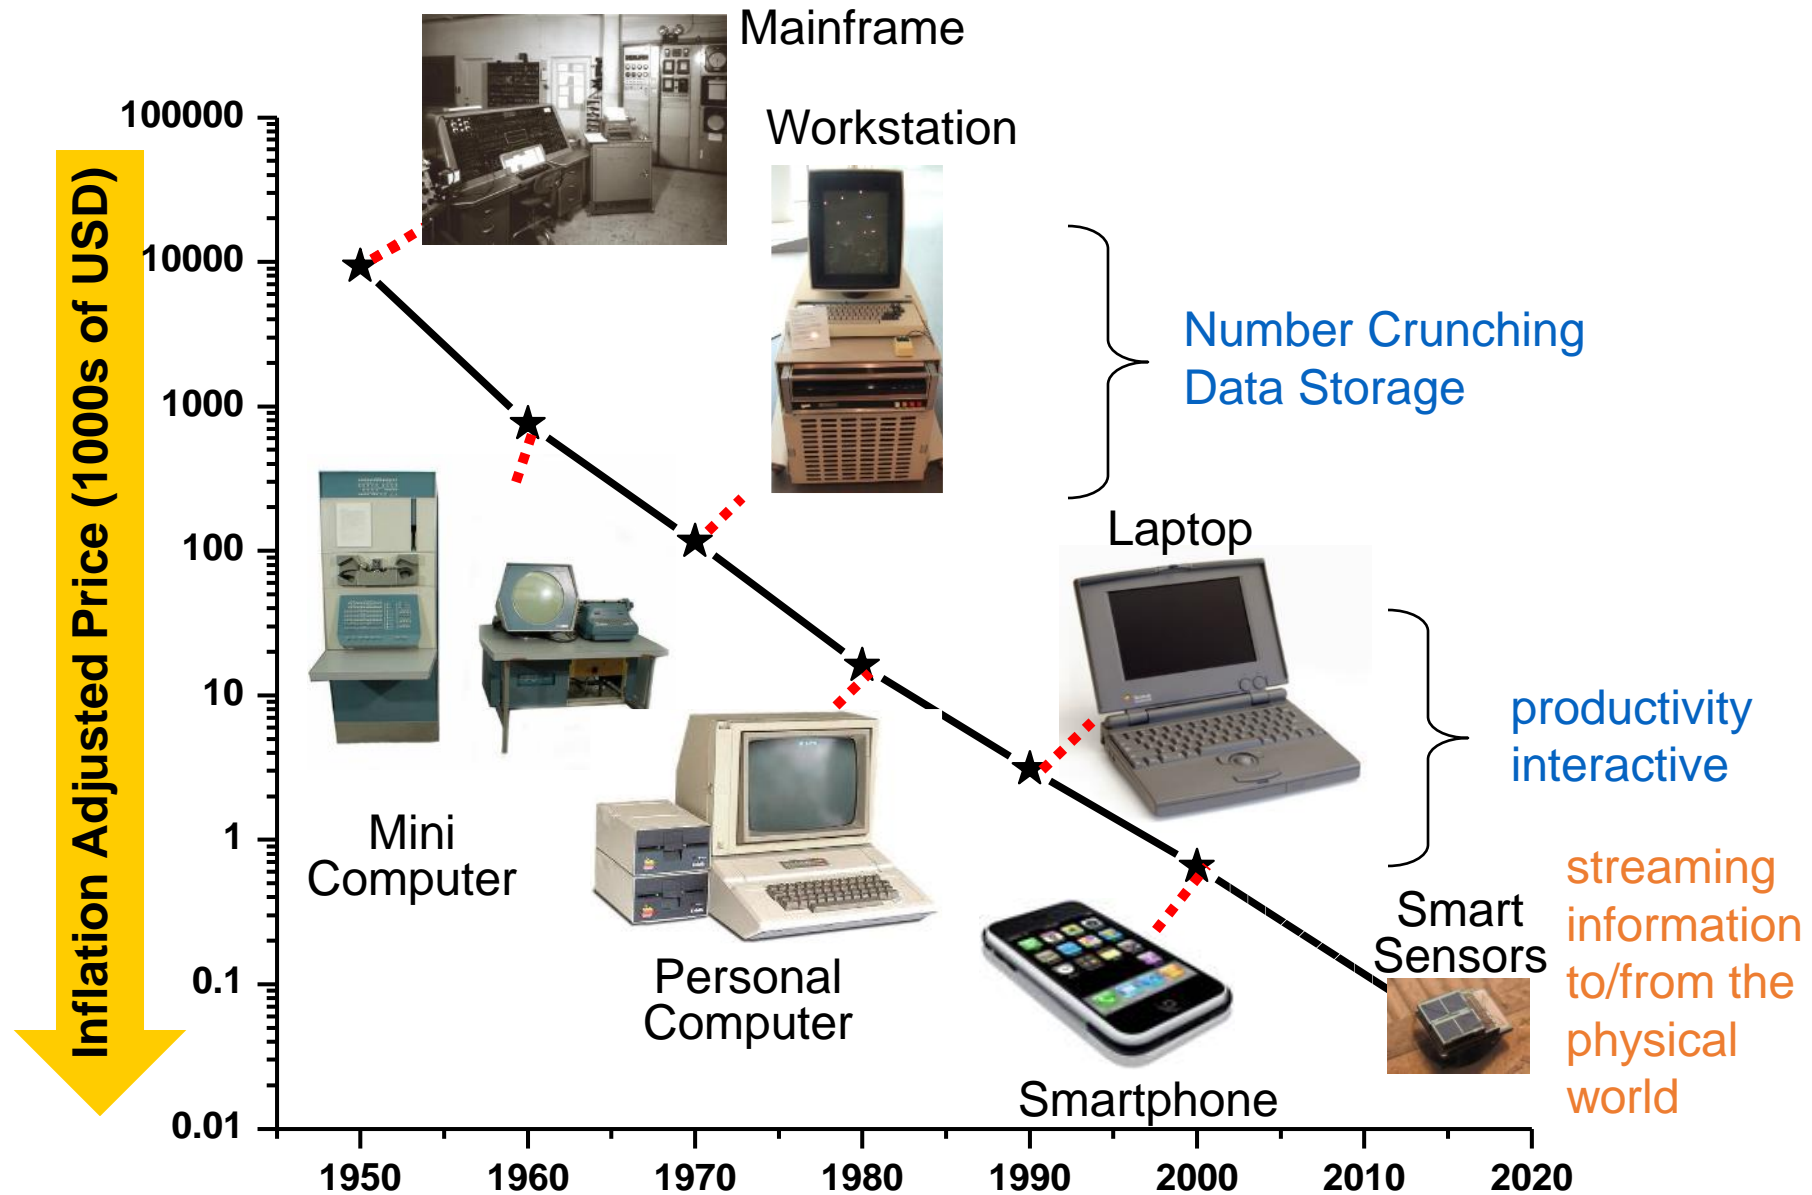 Mainframe
Workstation
100000
10000
1000
100
10
1
0.1
0.01
Inflation Adjusted Price (1000s of USD)
Number Crunching
Data Storage
Laptop
productivity
interactive
Mini
Computer
Personal
Computer
Smartphone
Smart
Sensors
streaming
information
to/from the
physical
world
1950
1960
1970
1980
1990
2000
2010
2020